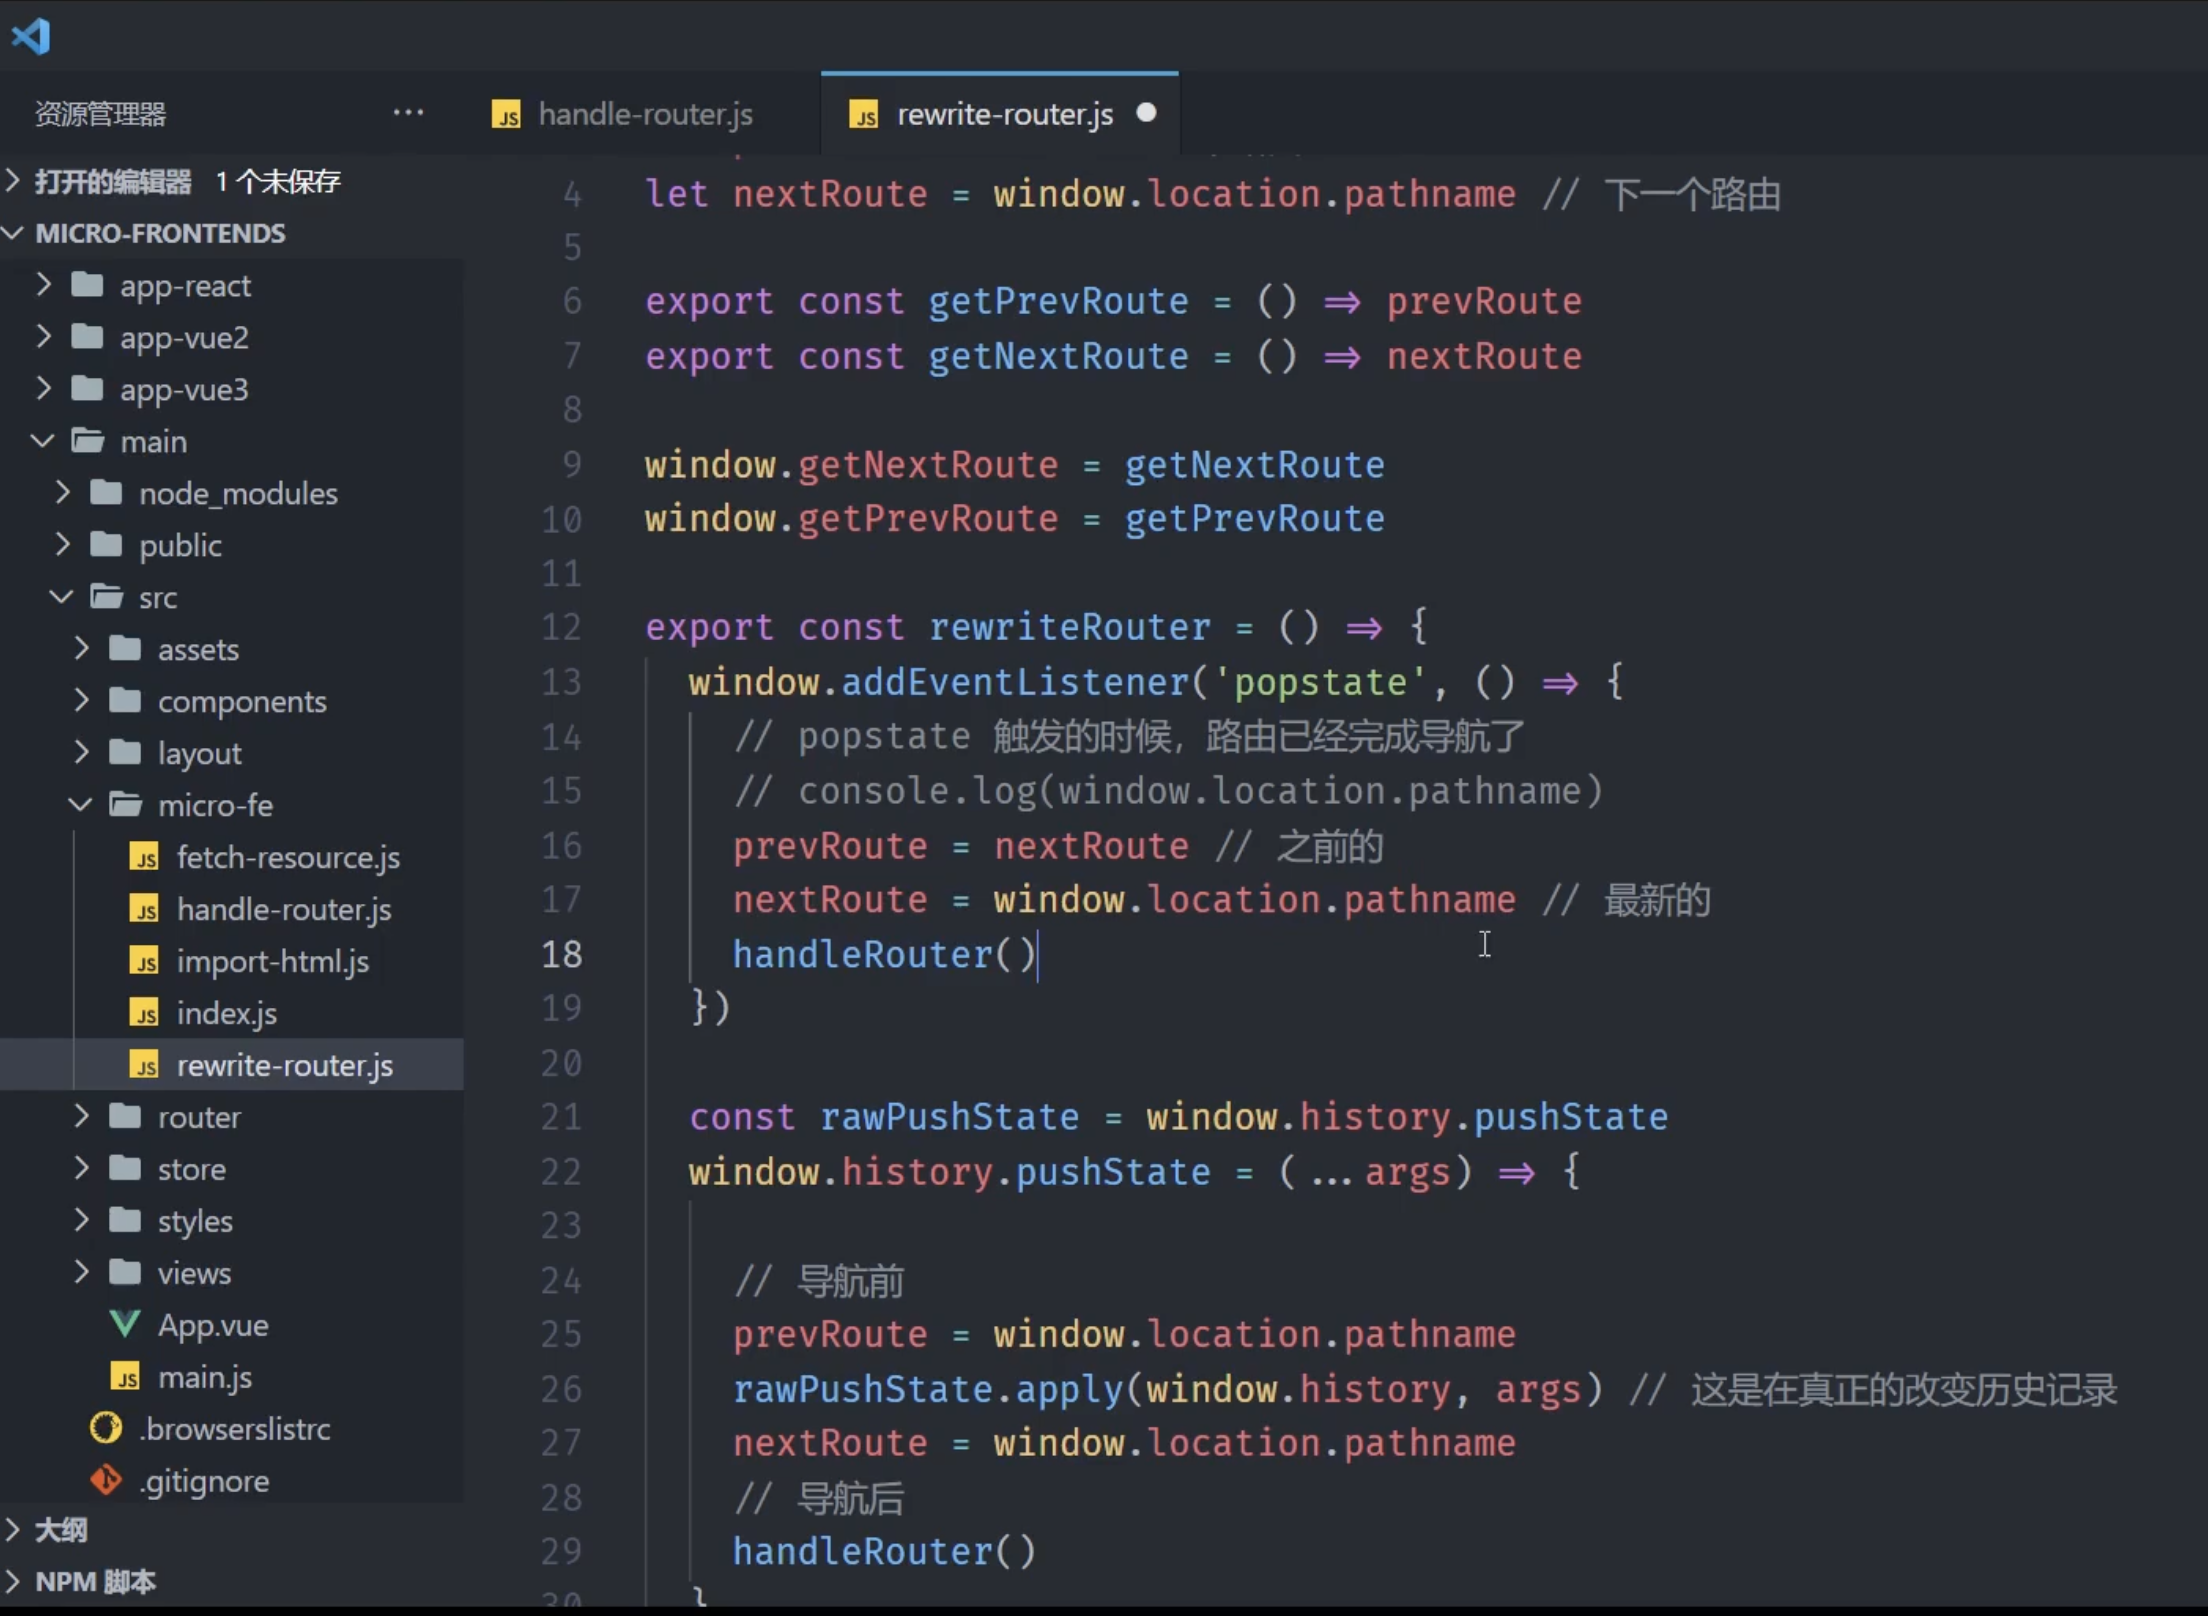 资源管理器 ...
handle-router.js
rewrite-router.js
打开的编辑器 1 个未保存
MICRO-FRONTENDS
app-react
app-vue2
app-vue3
main
node_modules
public
src
assets
components
layout
micro-fe
JS fetch-resource.js
JS handle-router.js
JS import-html.js
JS index.js
JS rewrite-router.js
router
store
styles
views
App.vue
JS main.js
.browserslistrc
.gitignore
大纲
NPM 脚本
4 let nextRoute = window.location.pathname // 下一个路由
5
6 export const getPrevRoute = () => prevRoute
7 export const getNextRoute = () => nextRoute
8
9 window.getNextRoute = getNextRoute
10 window.getPrevRoute = getPrevRoute
11
12 export const rewriteRouter = () => {
13 window.addEventListener('popstate', () => {
14 // popstate 触发的时候，路由已经完成导航了
15 // console.log(window.location.pathname)
16 prevRoute = nextRoute // 之前的
17 nextRoute = window.location.pathname // 最新的
18 handleRouter()
19 })
20
21 const rawPushState = window.history.pushState
22 window.history.pushState = (...args) => {
23
24 // 导航前
25 prevRoute = window.location.pathname
26 rawPushState.apply(window.history, args) // 这是在真正的改变历史记录
27 nextRoute = window.location.pathname
28 // 导航后
29 handleRouter()
30 }